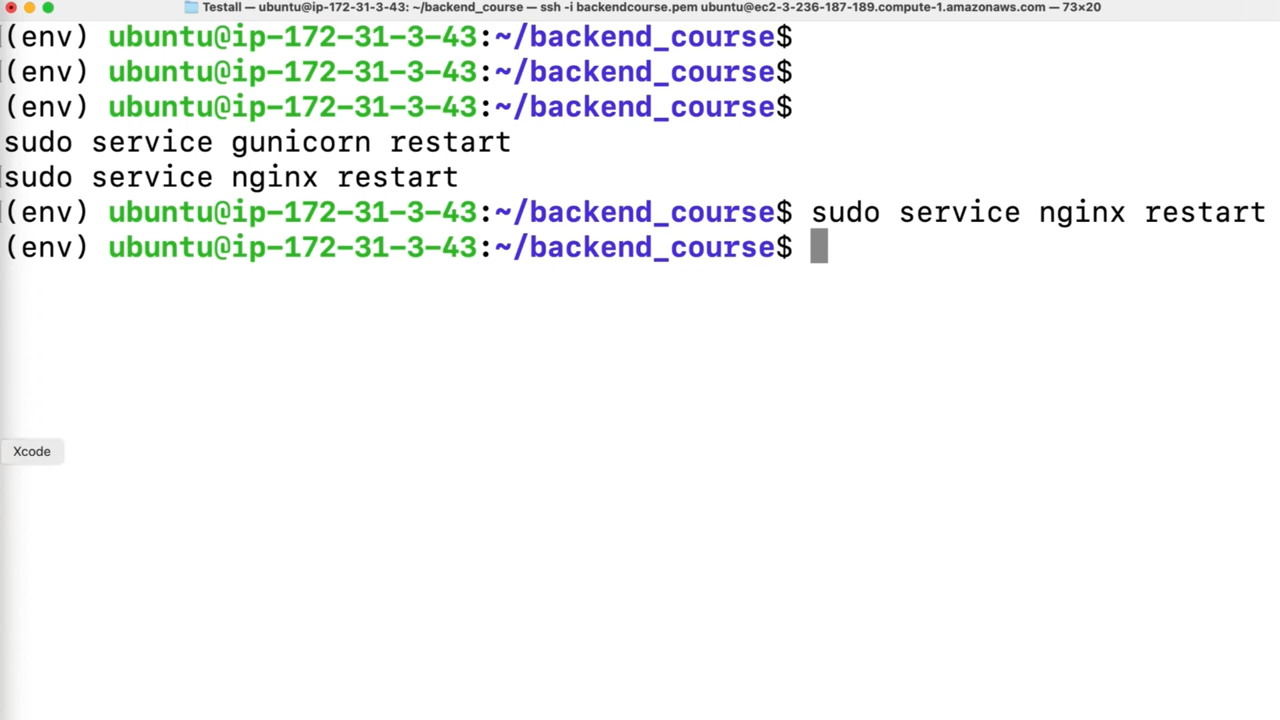 Testall — ubuntu@ip-172-31-3-43: ~/backend_course — ssh -i backendcourse.pem ubuntu@ec2-3-236-187-189.compute-1.amazonaws.com — 73×20
(env) ubuntu@ip-172-31-3-43:~/backend_course$
(env) ubuntu@ip-172-31-3-43:~/backend_course$
(env) ubuntu@ip-172-31-3-43:~/backend_course$
sudo service gunicorn restart
sudo service nginx restart
(env) ubuntu@ip-172-31-3-43:~/backend_course$ sudo service nginx restart
(env) ubuntu@ip-172-31-3-43:~/backend_course$
Xcode